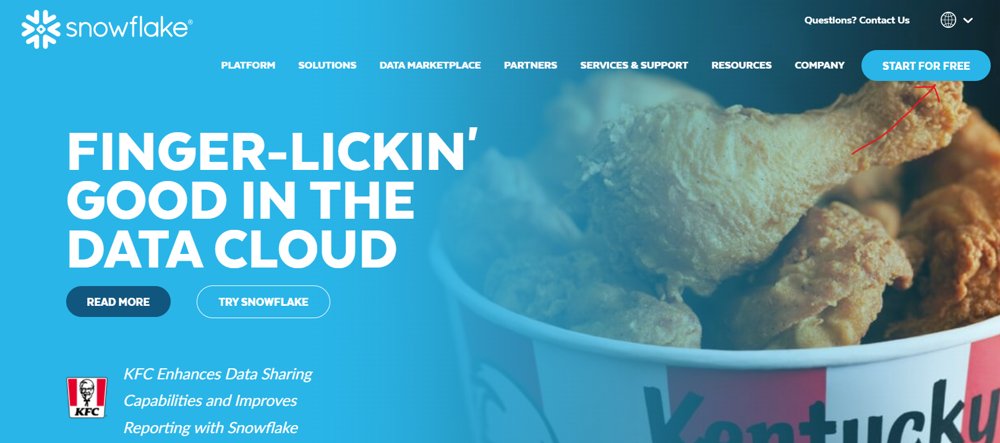 snowflake®
Questions? Contact Us
PLATFORM SOLUTIONS DATA MARKETPLACE PARTNERS SERVICES & SUPPORT RESOURCES COMPANY START FOR FREE
FINGER-LICKIN'
GOOD IN THE
DATA CLOUD
READ MORE TRY SNOWFLAKE
KFC Enhances Data Sharing
Capabilities and Improves
Reporting with Snowflake
KFC
Kentucky